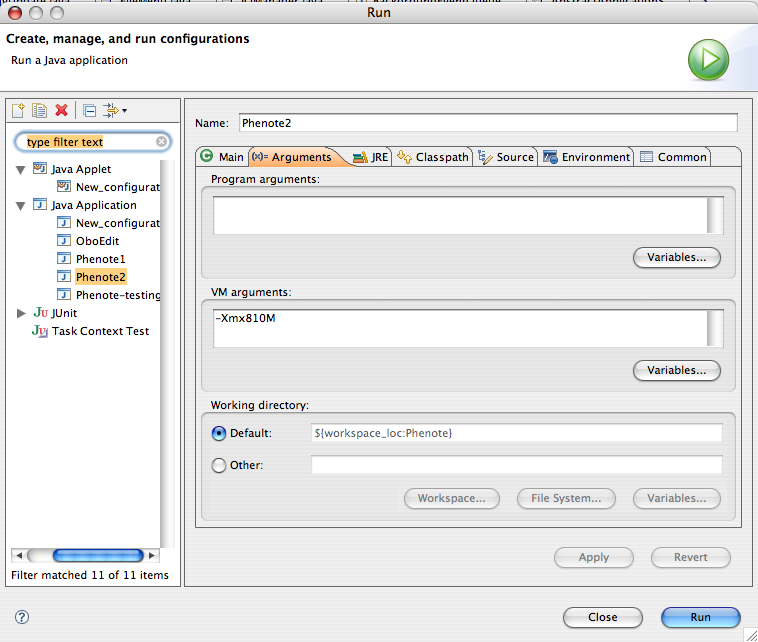 Run
Create, manage, and run configurations
Run a Java application
type filter text
Java Applet
New_configurat
Java Application
New_configurat
OboEdit
Phenote1
Phenote2
Phenote-testing
JUnit
Task Context Test
Filter matched 11 of 11 items
Name: Phenote2
Main (x)= Arguments JRE Classpath Source Environment Common
Program arguments:
Variables...
VM arguments:
-Xmx810M
Variables...
Working directory:
Default: ${workspace_loc:Phenote}
Other:
Workspace... File System... Variables...
Apply Revert
Close Run